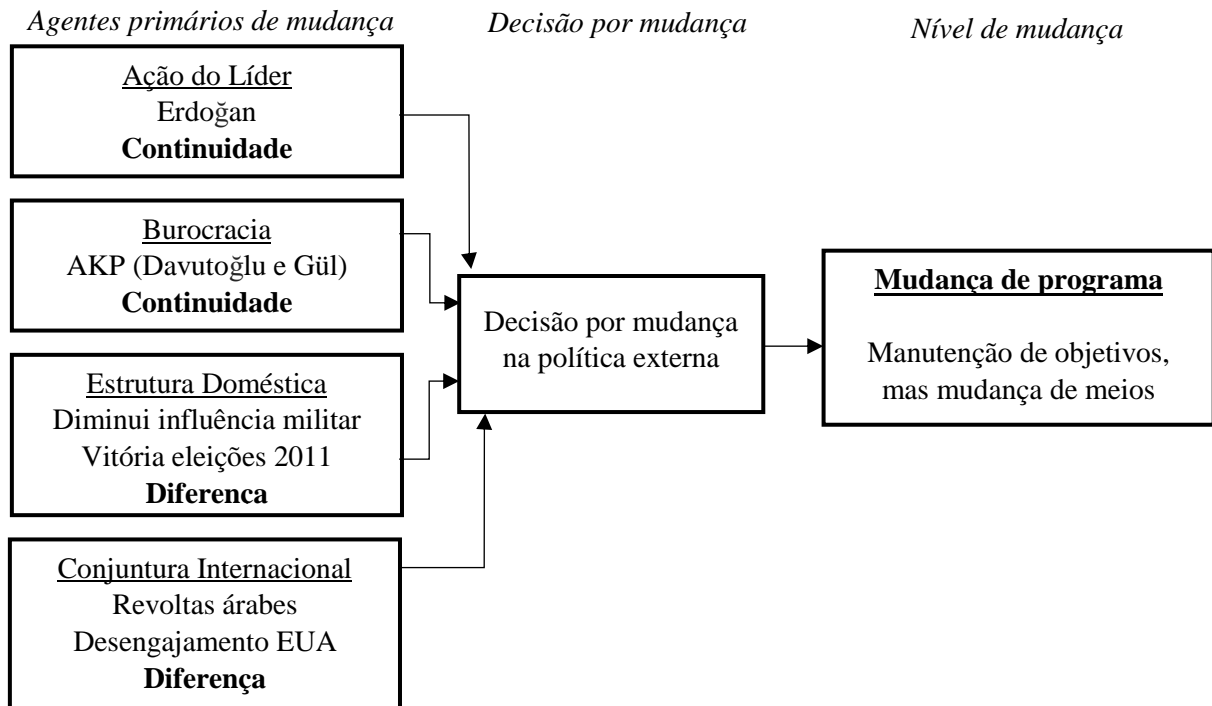 Agentes primários de mudança
Decisão por mudança
Nível de mudança
Ação do Líder
Erdoğan
Continuidade
Burocracia
AKP (Davutoğlu e Gül)
Continuidade
Estrutura Doméstica
Diminui influência militar
Vitória eleições 2011
Diferenca
Conjuntura Internacional
Revoltas árabes
Desengajamento EUA
Diferença
Decisão por mudança
na política externa
Mudança de programa
Manutenção de objetivos,
mas mudança de meios